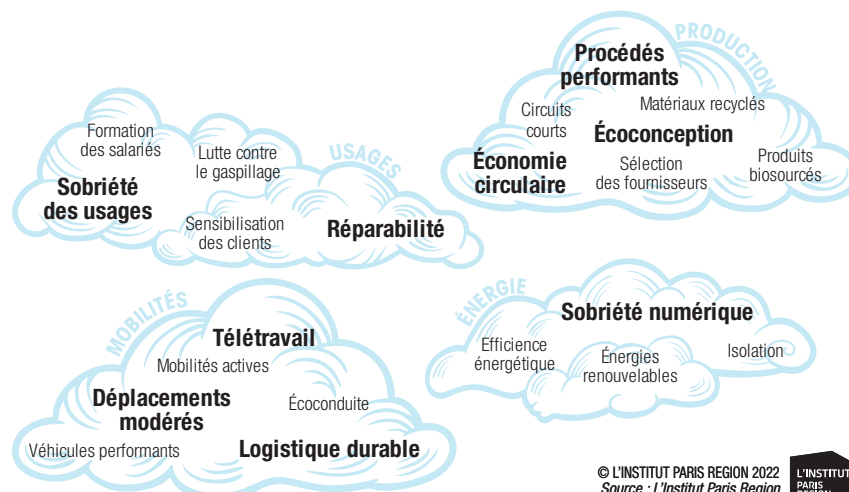 USAGES
Formation
des salariés
Lutte contre
le gaspillage
Sobriété
des usages
Sensibilisation
des clients
Réparabilité
PRODUCTION
Procédés
performants
Circuits
courts
Matériaux recyclés
Écoconception
Économie
circulaire
Sélection
des fournisseurs
Produits
biosourcés
MOBILITÉS
Télétravail
Mobilités actives
Déplacements
modérés
Écoconduite
Véhicules performants
Logistique durable
ÉNERGIE
Sobriété numérique
Efficience
énergétique
Énergies
renouvelables
Isolation
© L'INSTITUT PARIS REGION 2022
Source : L'Institut Paris Region
L'INSTITUT
PARIS
REGION